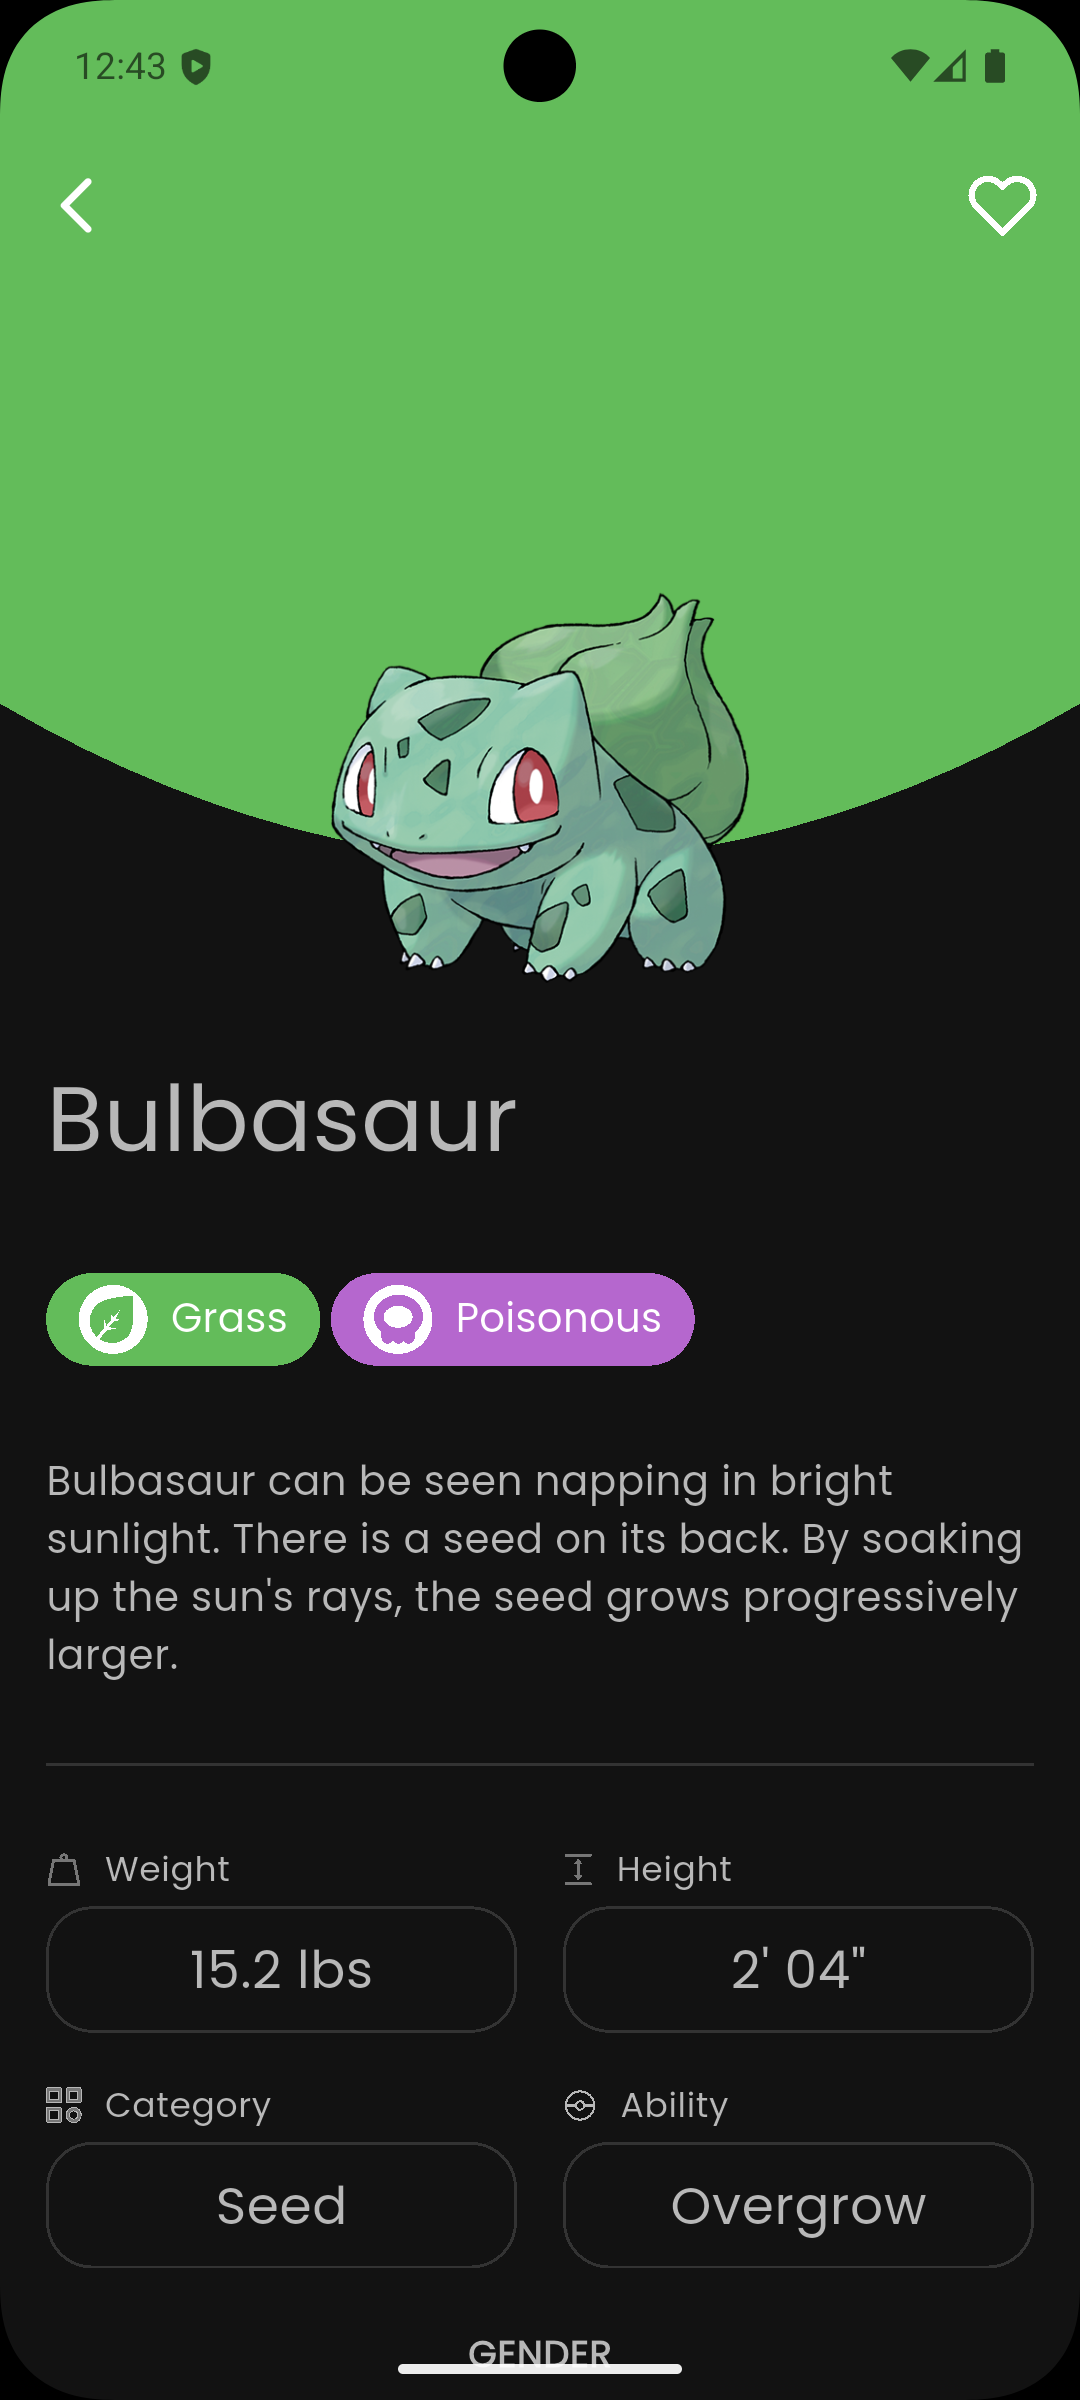 12:43
Bulbasaur
Grass
Poisonous
Bulbasaur can be seen napping in bright
sunlight. There is a seed on its back. By soaking
up the sun's rays, the seed grows progressively
larger.
Weight
Height
15.2 lbs
2' 04"
Category
Ability
Seed
Overgrow
GENDER